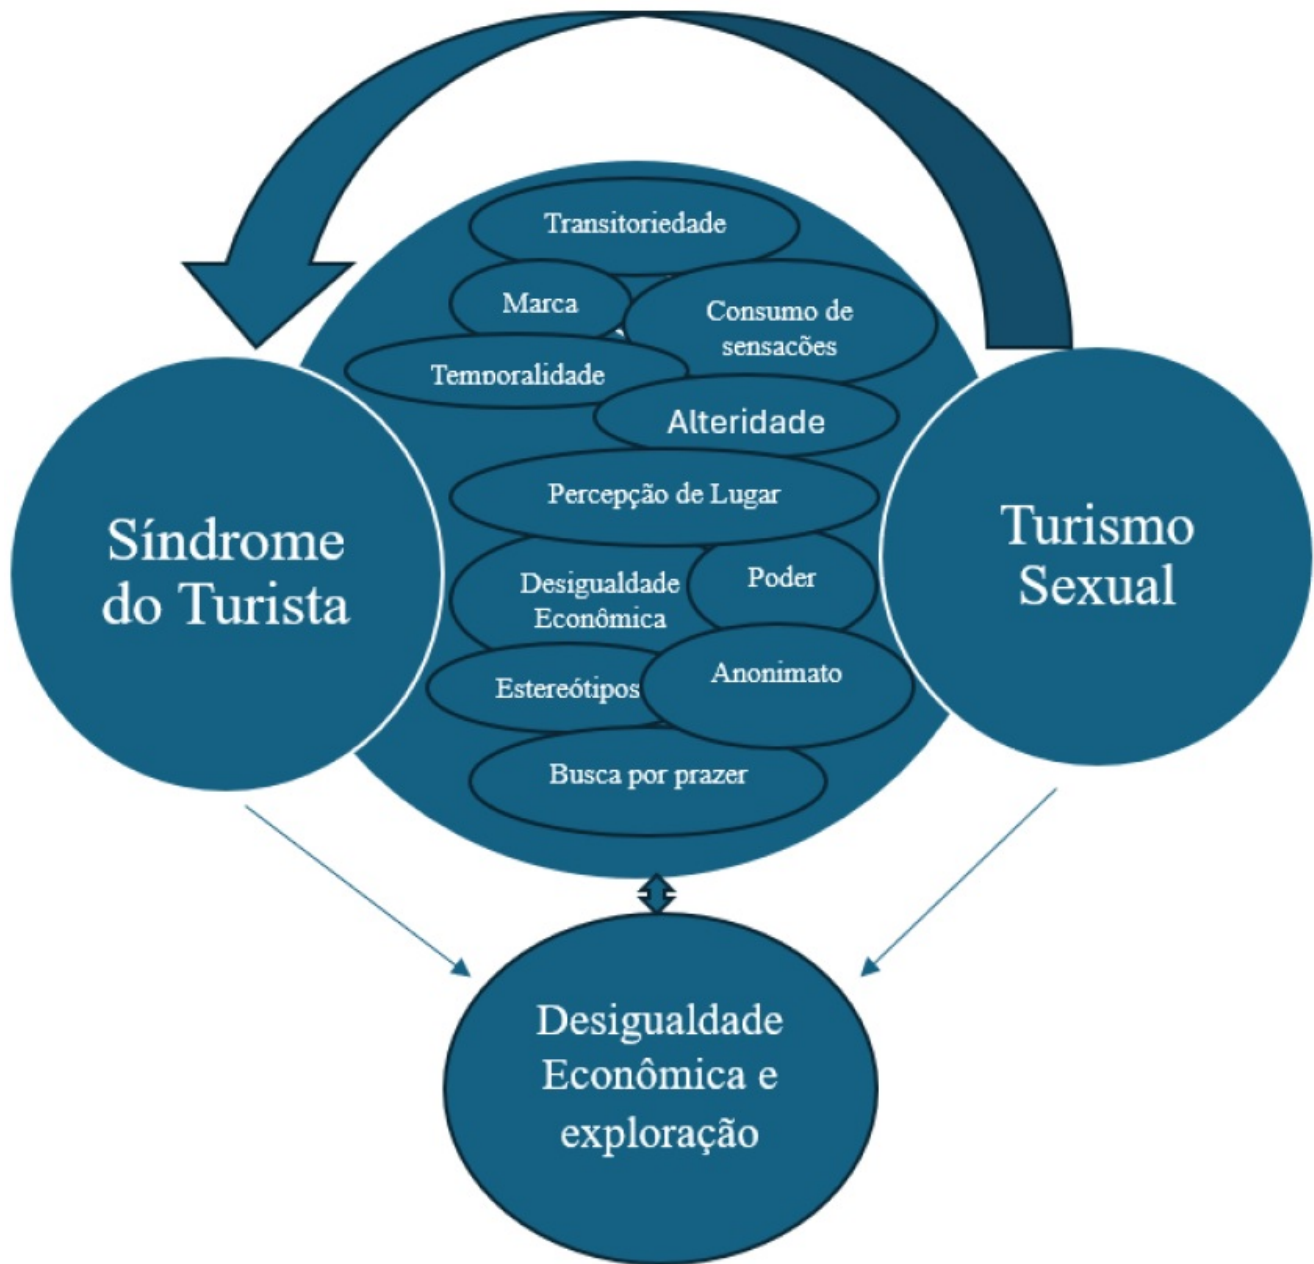 Transitoriedade
Marca
Consumo de
sensacões
Temporalidade
Alteridade
Percepção de Lugar
Síndrome
do Turista
Turismo
Sexual
Desigualdade
Econômica
Poder
Estereótipos
Anonimato
Busca por prazer
Desigualdade
Econômica e
exploração